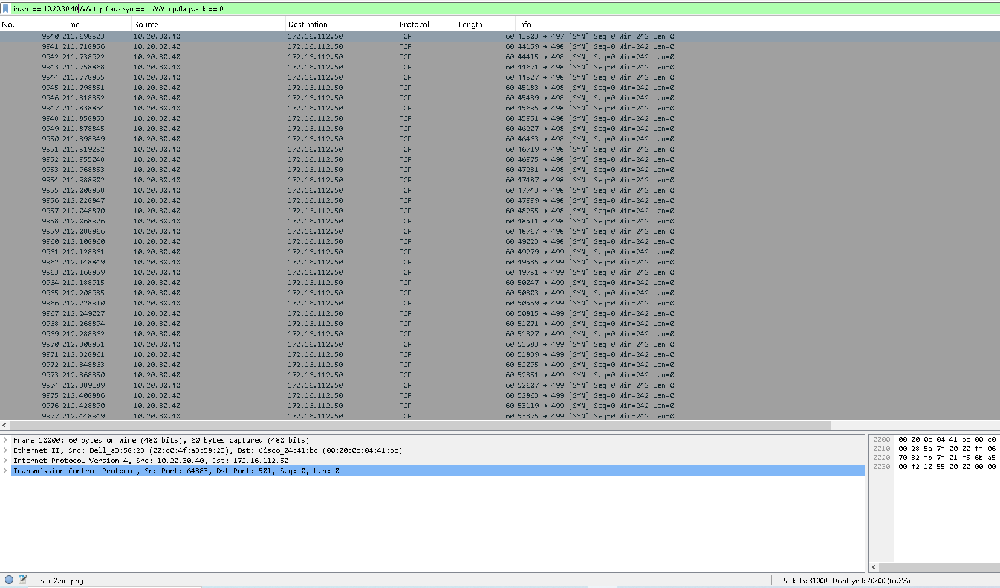 ip.src == 10.20.30.40 && tcp.flags.syn == 1 && tcp.flags.ack == 0
No. Time Source Destination Protocol Length Info
9940 211.698923 10.20.30.40 172.16.112.50 TCP 60 43903 → 497 [SYN] Seq=0 Win=242 Len=0
9941 211.718856 10.20.30.40 172.16.112.50 TCP 60 44159 → 498 [SYN] Seq=0 Win=242 Len=0
9942 211.738922 10.20.30.40 172.16.112.50 TCP 60 44415 → 498 [SYN] Seq=0 Win=242 Len=0
9943 211.758868 10.20.30.40 172.16.112.50 TCP 60 44671 → 498 [SYN] Seq=0 Win=242 Len=0
9944 211.778855 10.20.30.40 172.16.112.50 TCP 60 44927 → 498 [SYN] Seq=0 Win=242 Len=0
9945 211.798851 10.20.30.40 172.16.112.50 TCP 60 45183 → 498 [SYN] Seq=0 Win=242 Len=0
9946 211.818852 10.20.30.40 172.16.112.50 TCP 60 45439 → 498 [SYN] Seq=0 Win=242 Len=0
9947 211.838854 10.20.30.40 172.16.112.50 TCP 60 45695 → 498 [SYN] Seq=0 Win=242 Len=0
9948 211.858853 10.20.30.40 172.16.112.50 TCP 60 45951 → 498 [SYN] Seq=0 Win=242 Len=0
9949 211.878845 10.20.30.40 172.16.112.50 TCP 60 46207 → 498 [SYN] Seq=0 Win=242 Len=0
9950 211.898849 10.20.30.40 172.16.112.50 TCP 60 46463 → 498 [SYN] Seq=0 Win=242 Len=0
9951 211.919292 10.20.30.40 172.16.112.50 TCP 60 46719 → 498 [SYN] Seq=0 Win=242 Len=0
9952 211.955048 10.20.30.40 172.16.112.50 TCP 60 46975 → 498 [SYN] Seq=0 Win=242 Len=0
9953 211.968853 10.20.30.40 172.16.112.50 TCP 60 47231 → 498 [SYN] Seq=0 Win=242 Len=0
9954 211.988902 10.20.30.40 172.16.112.50 TCP 60 47487 → 498 [SYN] Seq=0 Win=242 Len=0
9955 212.008858 10.20.30.40 172.16.112.50 TCP 60 47743 → 498 [SYN] Seq=0 Win=242 Len=0
9956 212.028847 10.20.30.40 172.16.112.50 TCP 60 47999 → 498 [SYN] Seq=0 Win=242 Len=0
9957 212.048870 10.20.30.40 172.16.112.50 TCP 60 48255 → 498 [SYN] Seq=0 Win=242 Len=0
9958 212.068926 10.20.30.40 172.16.112.50 TCP 60 48511 → 498 [SYN] Seq=0 Win=242 Len=0
9959 212.088866 10.20.30.40 172.16.112.50 TCP 60 48767 → 498 [SYN] Seq=0 Win=242 Len=0
9960 212.108860 10.20.30.40 172.16.112.50 TCP 60 49023 → 498 [SYN] Seq=0 Win=242 Len=0
9961 212.128861 10.20.30.40 172.16.112.50 TCP 60 49279 → 499 [SYN] Seq=0 Win=242 Len=0
9962 212.148849 10.20.30.40 172.16.112.50 TCP 60 49535 → 499 [SYN] Seq=0 Win=242 Len=0
9963 212.168859 10.20.30.40 172.16.112.50 TCP 60 49791 → 499 [SYN] Seq=0 Win=242 Len=0
9964 212.188915 10.20.30.40 172.16.112.50 TCP 60 50047 → 499 [SYN] Seq=0 Win=242 Len=0
9965 212.208985 10.20.30.40 172.16.112.50 TCP 60 50303 → 499 [SYN] Seq=0 Win=242 Len=0
9966 212.228910 10.20.30.40 172.16.112.50 TCP 60 50559 → 499 [SYN] Seq=0 Win=242 Len=0
9967 212.249027 10.20.30.40 172.16.112.50 TCP 60 50815 → 499 [SYN] Seq=0 Win=242 Len=0
9968 212.268894 10.20.30.40 172.16.112.50 TCP 60 51071 → 499 [SYN] Seq=0 Win=242 Len=0
9969 212.288862 10.20.30.40 172.16.112.50 TCP 60 51327 → 499 [SYN] Seq=0 Win=242 Len=0
9970 212.308851 10.20.30.40 172.16.112.50 TCP 60 51583 → 499 [SYN] Seq=0 Win=242 Len=0
9971 212.328861 10.20.30.40 172.16.112.50 TCP 60 51839 → 499 [SYN] Seq=0 Win=242 Len=0
9972 212.348863 10.20.30.40 172.16.112.50 TCP 60 52095 → 499 [SYN] Seq=0 Win=242 Len=0
9973 212.368850 10.20.30.40 172.16.112.50 TCP 60 52351 → 499 [SYN] Seq=0 Win=242 Len=0
9974 212.389189 10.20.30.40 172.16.112.50 TCP 60 52607 → 499 [SYN] Seq=0 Win=242 Len=0
9975 212.408886 10.20.30.40 172.16.112.50 TCP 60 52863 → 499 [SYN] Seq=0 Win=242 Len=0
9976 212.428890 10.20.30.40 172.16.112.50 TCP 60 53119 → 499 [SYN] Seq=0 Win=242 Len=0
9977 212.448949 10.20.30.40 172.16.112.50 TCP 60 53375 → 499 [SYN] Seq=0 Win=242 Len=0
Frame 10000: 60 bytes on wire (480 bits), 60 bytes captured (480 bits)
Ethernet II, Src: Dell_a3:58:23 (00:c0:4f:a3:58:23), Dst: Cisco_04:41:bc (00:00:0c:04:41:bc)
Internet Protocol Version 4, Src: 10.20.30.40, Dst: 172.16.112.50
Transmission Control Protocol, Src Port: 64383, Dst Port: 501, Seq: 0, Len: 0
0000 00 00 0c 04 41 bc 00 c0
0010 00 28 5a 7f 00 00 ff 06
0020 70 32 fb 7f 01 f5 6b a5
0030 00 f2 10 55 00 00 00 00
Trafic2.pcapng
Packets: 31000 · Displayed: 20200 (65.2%)